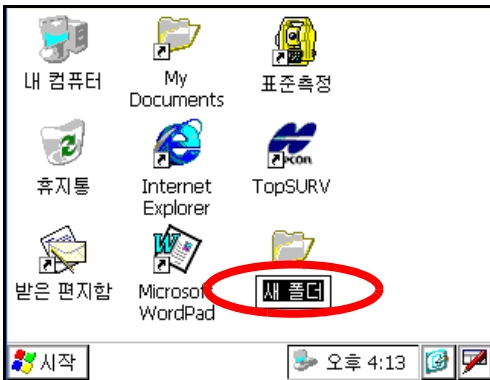 내 컴퓨터
My Documents
표준측정
휴지통
Internet Explorer
TopSURV
받은 편지함
Microsoft WordPad
새 폴더
시작
오후 4:13